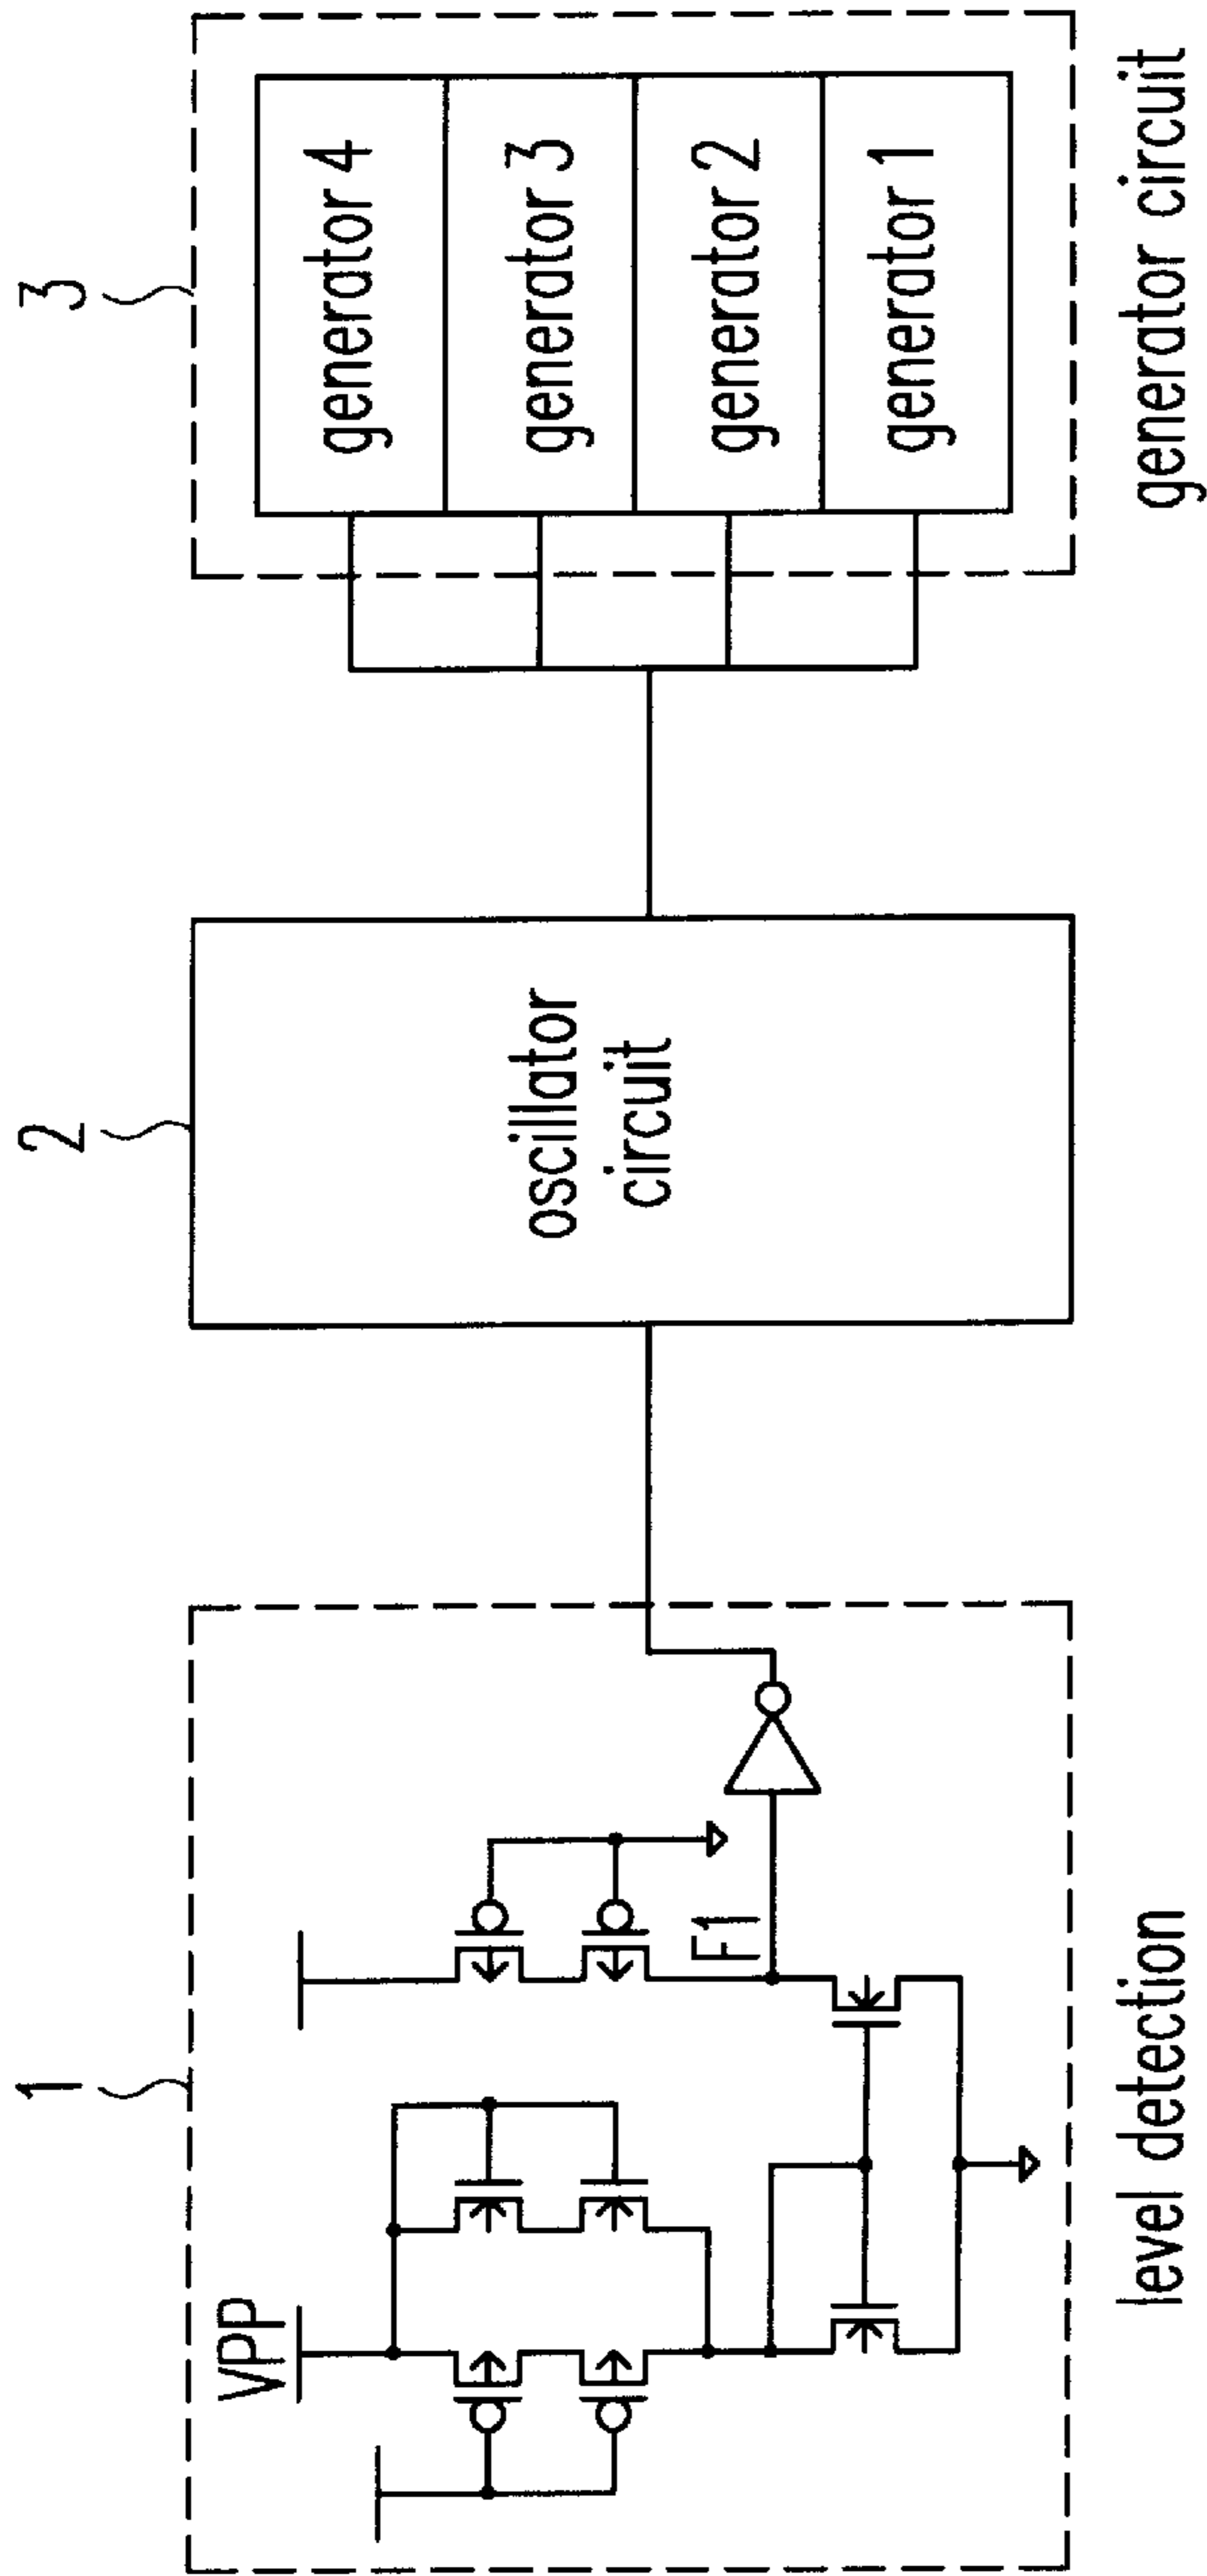 3
generator 4
generator 3
generator 2
generator 1
generator circuit
2
oscillator
circuit
1
VPP
F1
level detection